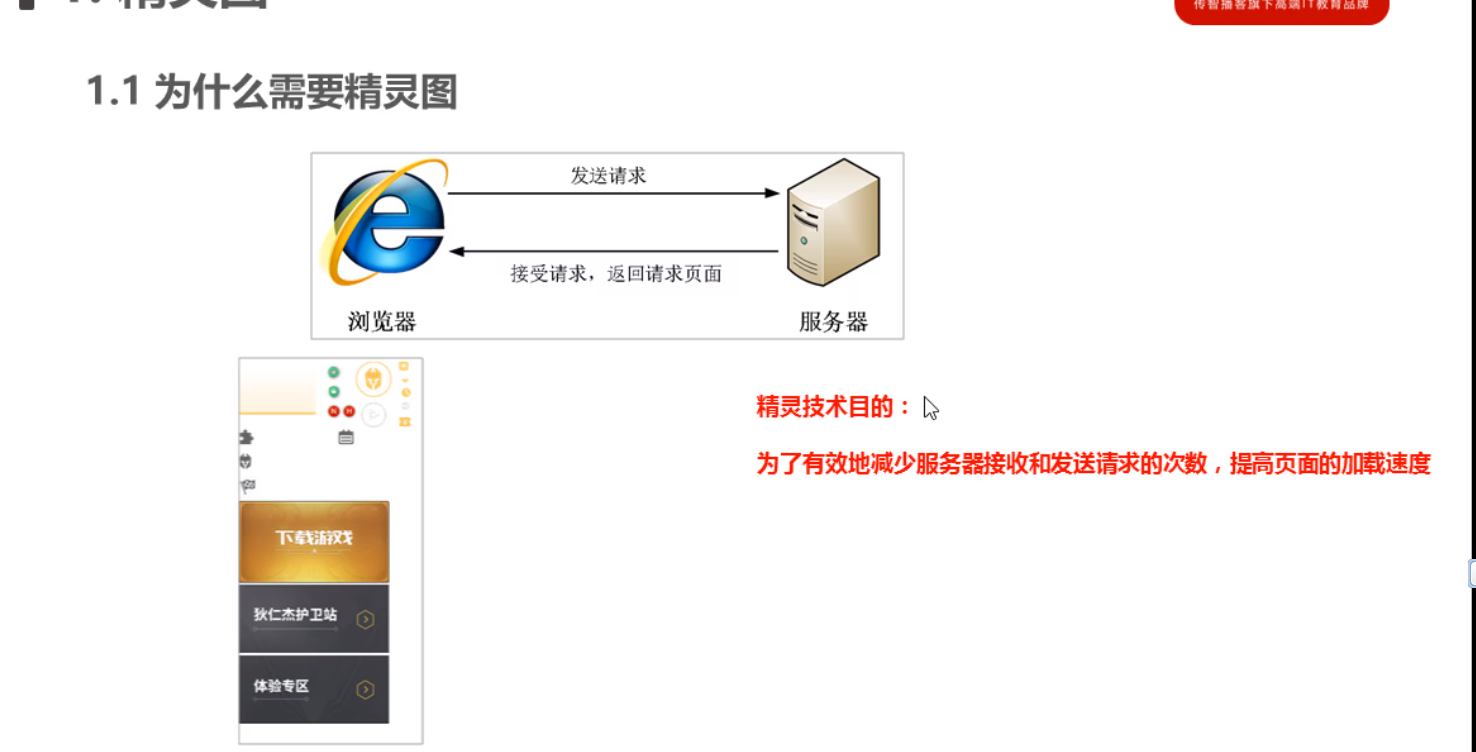 1. 精灵图
传智播客旗下高端IT教育品牌
1.1 为什么需要精灵图
发送请求
接受请求，返回请求页面
浏览器
服务器
精灵技术目的：
为了有效地减少服务器接收和发送请求的次数，提高页面的加载速度
下载游戏
狄仁杰护卫站
体验专区